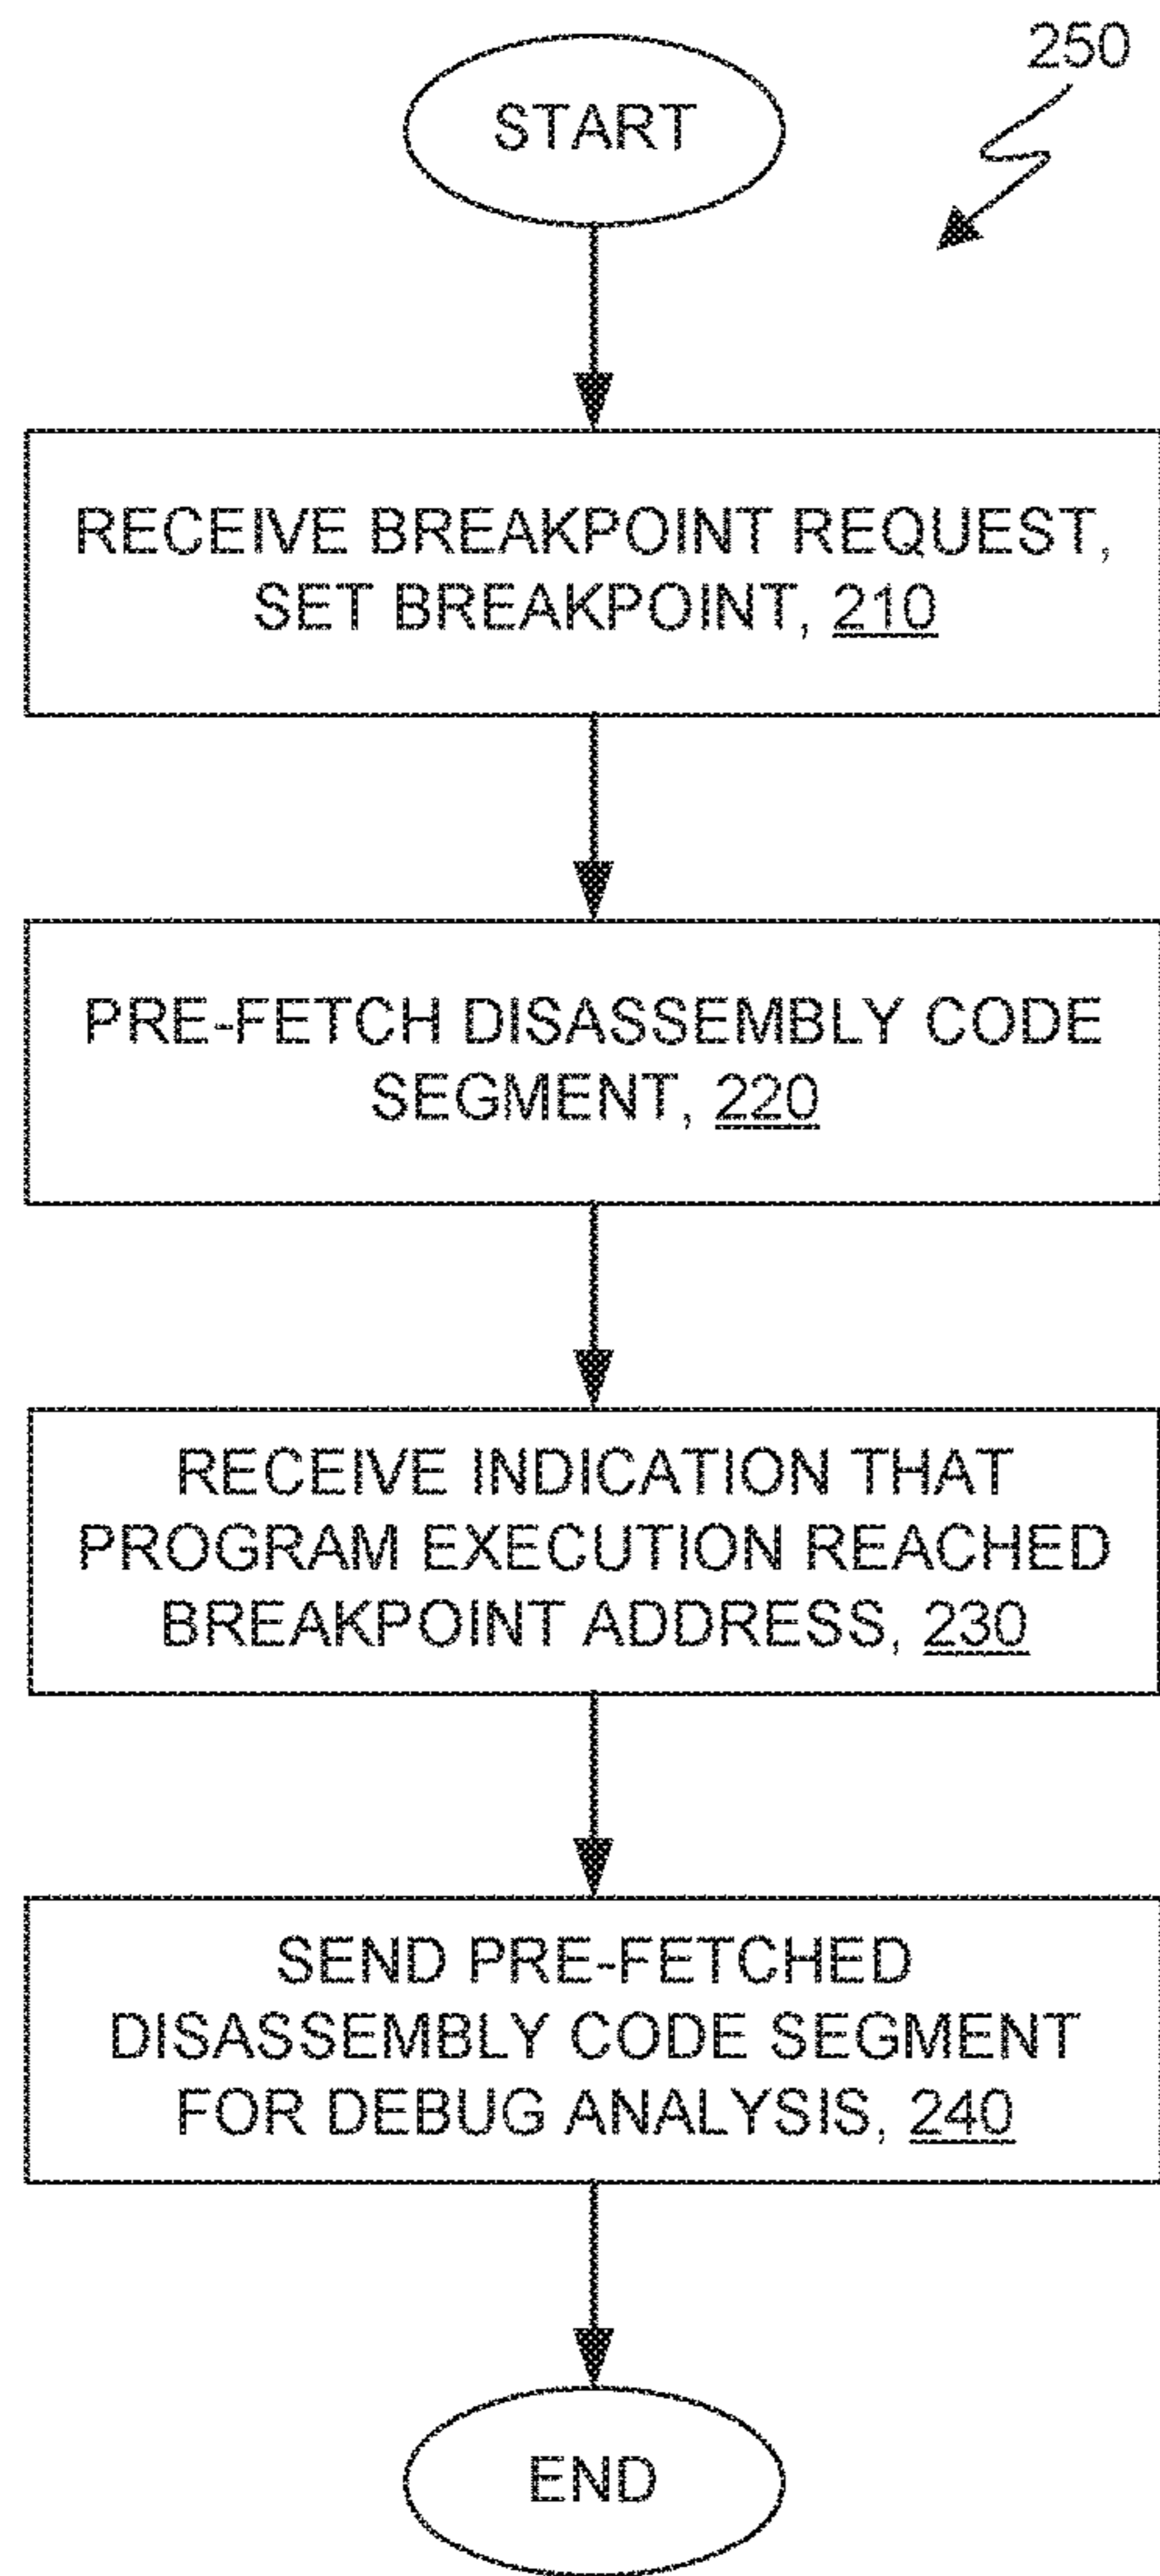 250
START
RECEIVE BREAKPOINT REQUEST,
SET BREAKPOINT, 210
PRE-FETCH DISASSEMBLY CODE
SEGMENT, 220
RECEIVE INDICATION THAT
PROGRAM EXECUTION REACHED
BREAKPOINT ADDRESS, 230
SEND PRE-FETCHED
DISASSEMBLY CODE SEGMENT
FOR DEBUG ANALYSIS, 240
END